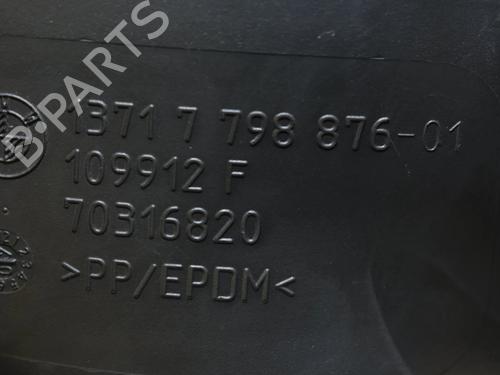 B-PARTS
1371 7 798 876-01
109912 F
70316820
>PP/EPDM<